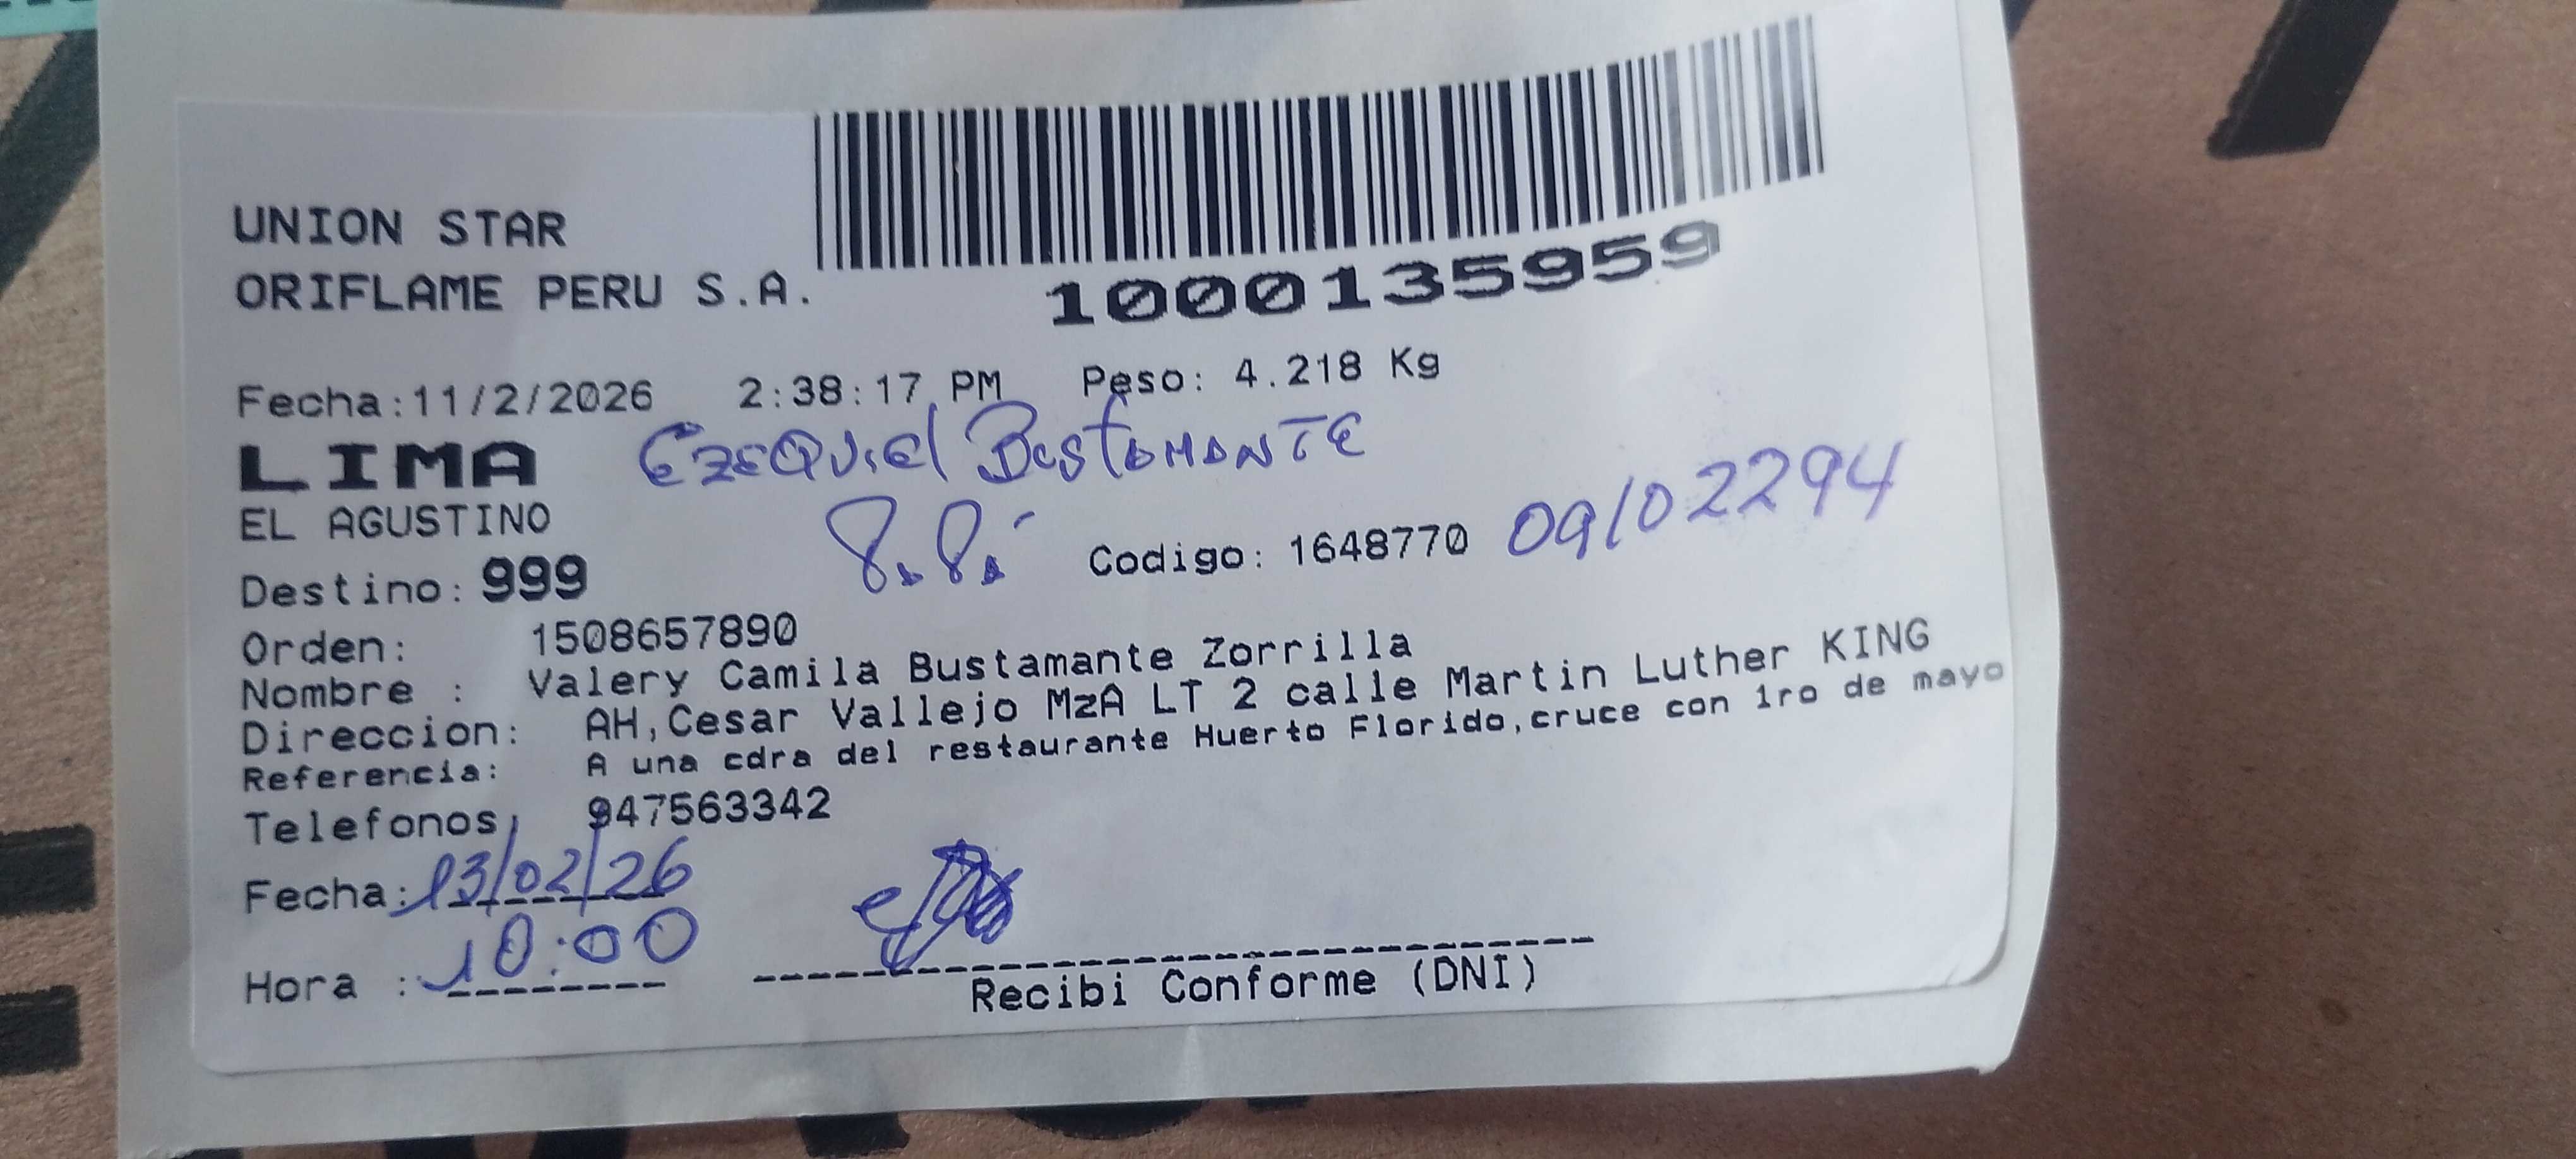 UNION STAR
ORIFLAME PERU S.A.
1000135959
Fecha:11/2/2026 2:38:17 PM Peso: 4.218 Kg
LIMA EZEQUIEl BustAMANTE
EL AGUSTINO
Codigo: 1648770 09102294
Destino: 999
Orden: 1508657890
Nombre : Valery Camila Bustamante Zorrilla
Direccion: AH,Cesar Vallejo MzA LT 2 calle Martin Luther KING
Referencia: A una cdra del restaurante Huerto Florido,cruce con 1ro de mayo
Telefonos 947563342
Fecha: 13/02/26
Hora : 10:00
Recibi Conforme (DNI)